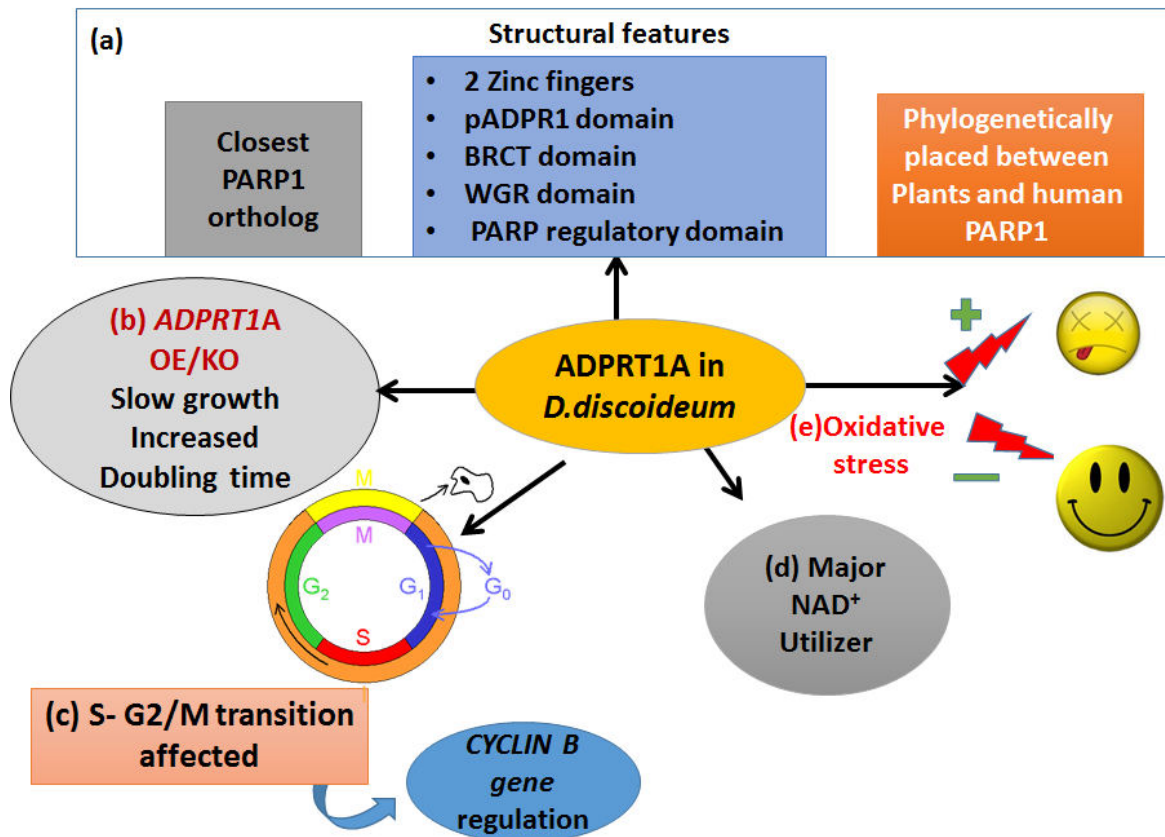 (a)
Structural features
Closest
PARP1
ortholog
• 2 Zinc fingers
• pADPR1 domain
• BRCT domain
• WGR domain
• PARP regulatory domain
Phylogenetically
placed between
Plants and human
PARP1
(b) ADPRT1A
OE/KO
Slow growth
Increased
Doubling time
ADPRT1A in
D.discoideum
+
(e)Oxidative
stress
−
M
M
G2
G1
G0
S
I
(d) Major
NAD+
Utilizer
(c) S- G2/M transition
affected
CYCLIN B
gene
regulation